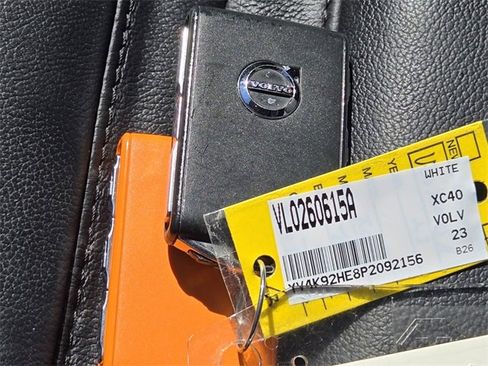 VOLVO
WHITE
VL0260615A
XC40
VOLV
23
B26
YV4K92HE8P2092156